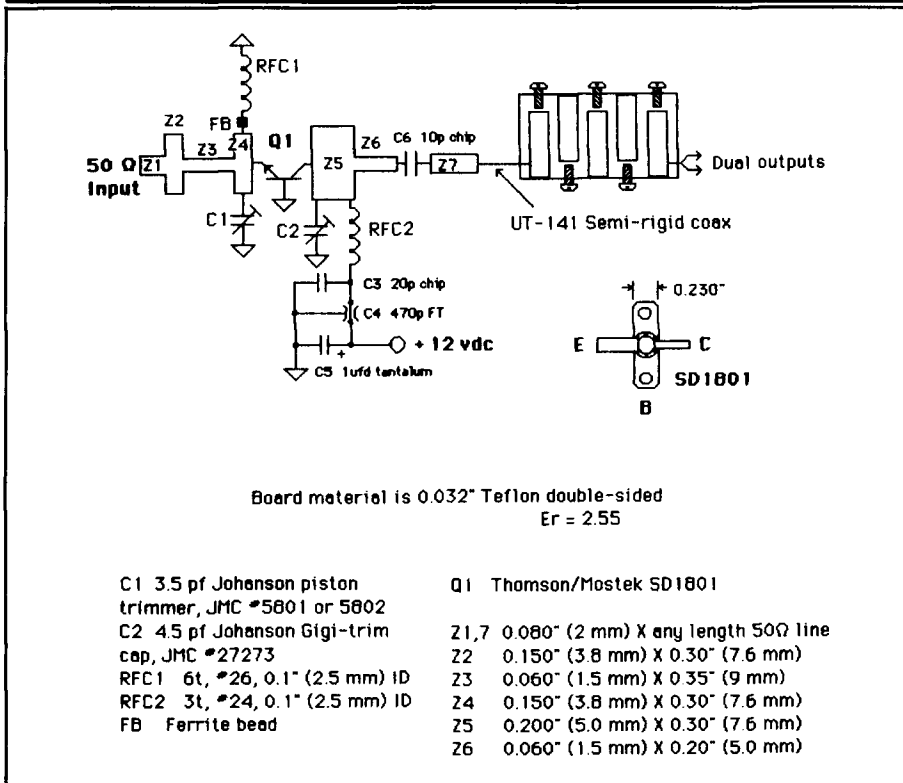 RFC1
FB
Z2
Z3
Z4
Q1
50 Ω
Input
Z1
C1
Z5
Z6
C6 10p chip
Z7
Dual outputs
UT-141 Semi-rigid coax
C2
RFC2
C3 20p chip
C4 470p FT
+ 12 vdc
C5 1ufd tantalum
0.230"
E
C
SD1801
B
Board material is 0.032" Teflon double-sided
Er = 2.55
C1 3.5 pf Johanson piston
trimmer, JMC #5801 or 5802
C2 4.5 pf Johanson Gigi-trim
cap, JMC #27273
RFC1 6t, #26, 0.1" (2.5 mm) ID
RFC2 3t, #24, 0.1" (2.5 mm) ID
FB Ferrite bead
Q1 Thomson/Mostek SD1801
Z1,7 0.080" (2 mm) X any length 50Ω line
Z2 0.150" (3.8 mm) X 0.30" (7.6 mm)
Z3 0.060" (1.5 mm) X 0.35" (9 mm)
Z4 0.150" (3.8 mm) X 0.30" (7.6 mm)
Z5 0.200" (5.0 mm) X 0.30" (7.6 mm)
Z6 0.060" (1.5 mm) X 0.20" (5.0 mm)